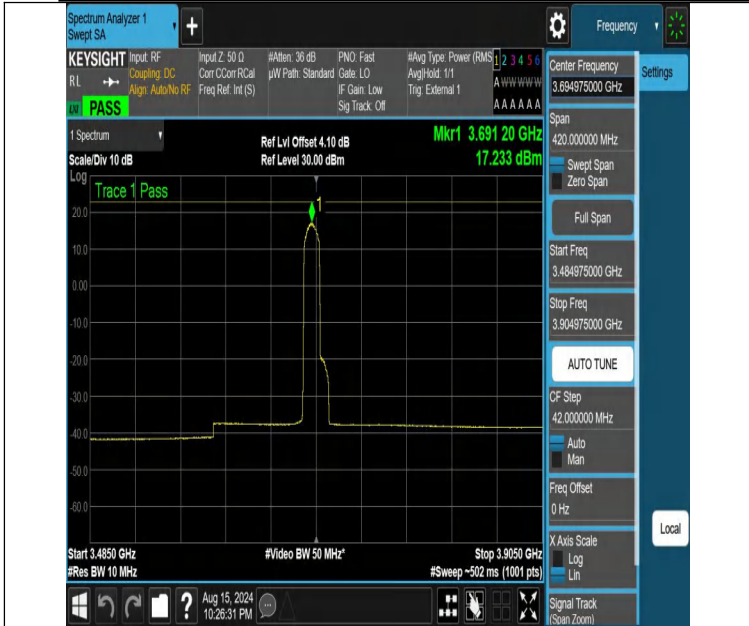 Spectrum Analyzer 1
Swept SA
Frequency
KEYSIGHT
RL
PASS
Input: RF
Coupling: DC
Align: Auto/No RF
Input Z: 50 Ω
Corr CCorr RCal
Freq Ref: Int (S)
#Atten: 36 dB
µW Path: Standard
PNO: Fast
Gate: LO
IF Gain: Low
Sig Track: Off
#Avg Type: Power (RMS
Avg|Hold: 1/1
Trig: External 1
1 2 3 4 5 6
A W W W W W
A A A A A A
1 Spectrum
Scale/Div 10 dB
Ref Lvl Offset 4.10 dB
Ref Level 30.00 dBm
Mkr1 3.691 20 GHz
17.233 dBm
Log
Trace 1 Pass
1
20.0
10.0
0.00
-10.0
-20.0
-30.0
-40.0
-50.0
-60.0
Start 3.4850 GHz
#Res BW 10 MHz
#Video BW 50 MHz*
Stop 3.9050 GHz
#Sweep ~502 ms (1001 pts)
Center Frequency
3.694975000 GHz
Settings
Span
420.000000 MHz
Swept Span
Zero Span
Full Span
Start Freq
3.484975000 GHz
Stop Freq
3.904975000 GHz
AUTO TUNE
CF Step
42.000000 MHz
Auto
Man
Freq Offset
0 Hz
X Axis Scale
Log
Lin
Local
Signal Track
(Span Zoom)
?
Aug 15, 2024
10:26:31 PM